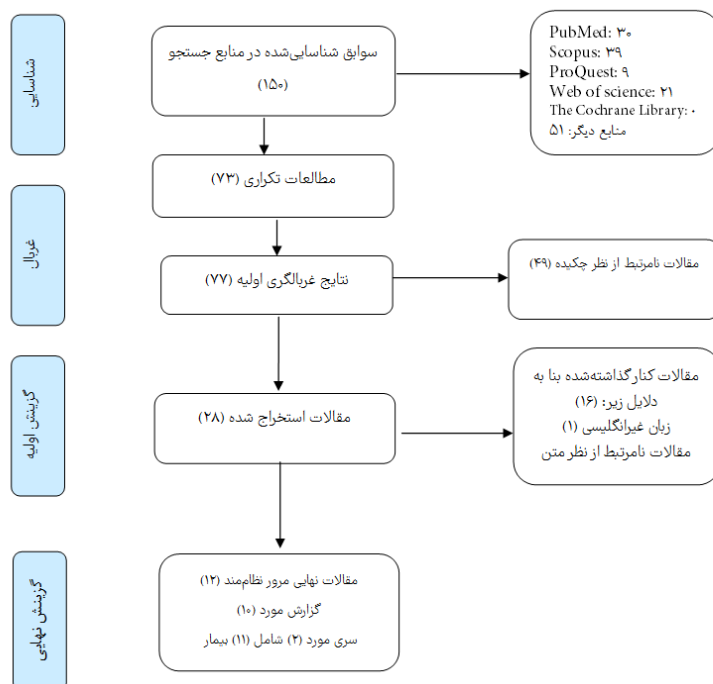 شناسایی
سوابق شناسایی‌شده در منابع جستجو
(۱۵۰)
PubMed: ۳۰
Scopus: ۳۹
ProQuest: ۹
Web of science: ۲۱
The Cochrane Library: ۰
منابع دیگر: ۵۱
مطالعات تکراری (۷۳)
غربال
نتایج غربالگری اولیه (۷۷)
مقالات نامرتبط از نظر چکیده (۴۹)
گزینش اولیه
مقالات استخراج شده (۲۸)
مقالات کنار گذاشته‌شده بنا به
دلایل زیر: (۱۶)
زبان غیرانگلیسی (۱)
مقالات نامرتبط از نظر متن
گزینش نهایی
مقالات نهایی مرور نظام‌مند (۱۲)
گزارش مورد (۱۰)
سری مورد (۲) شامل (۱۱) بیمار